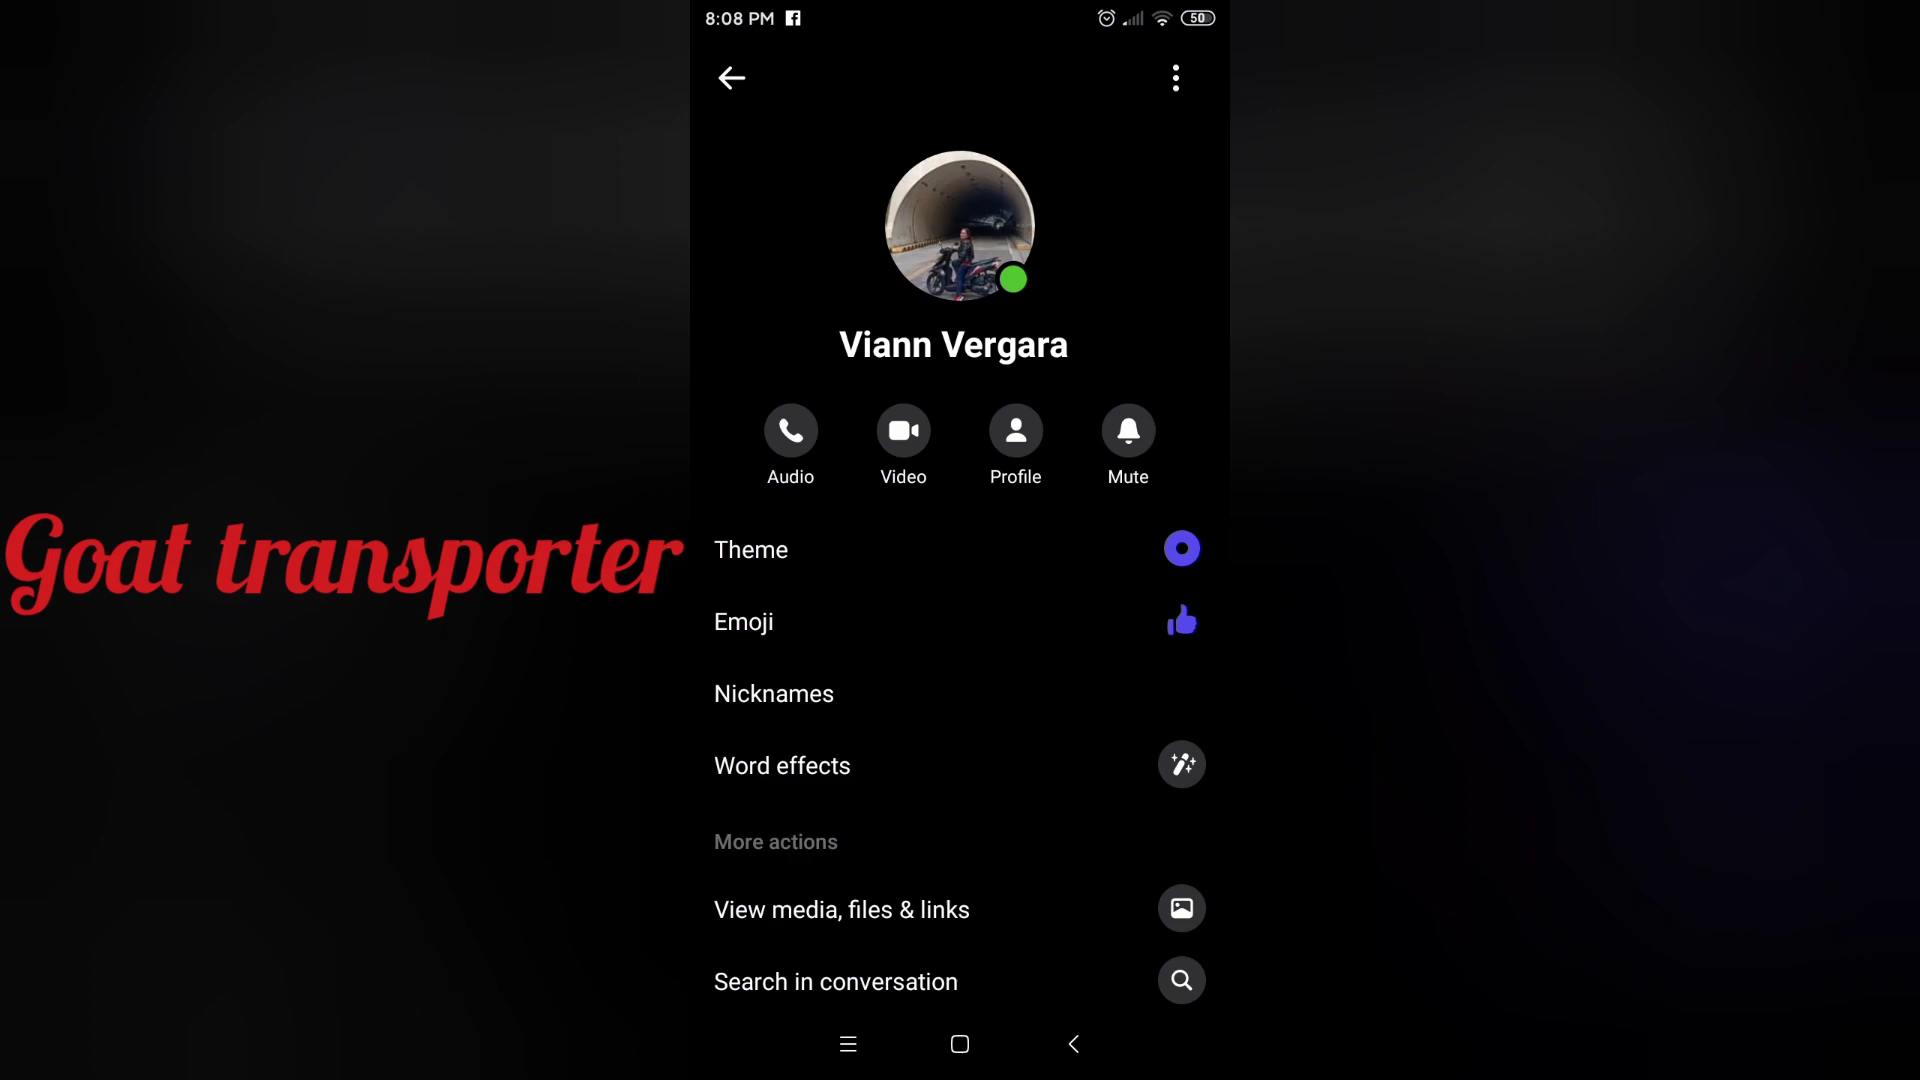 8:08 PM
50
Viann Vergara
Audio
Video
Profile
Mute
Goat transporter
Theme
Emoji
Nicknames
Word effects
More actions
View media, files & links
Search in conversation